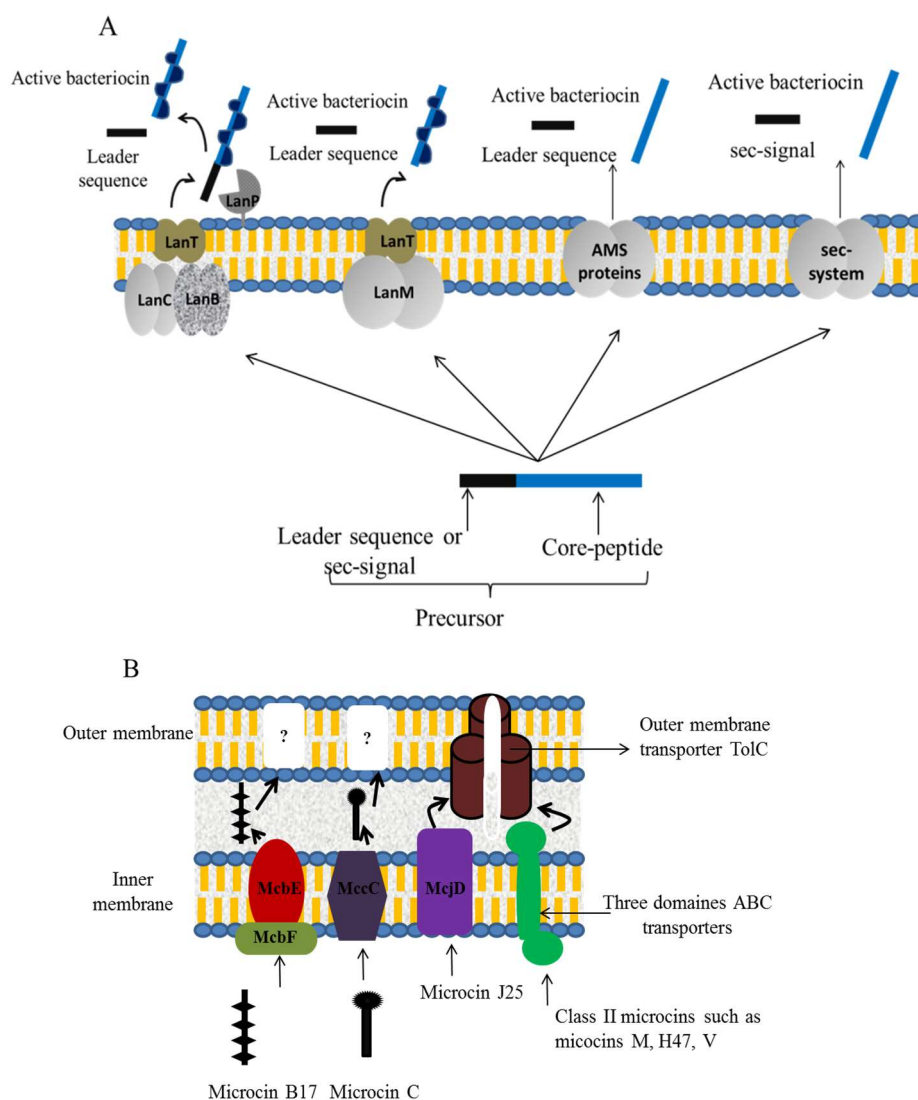 A
Active bacteriocin
Leader
sequence
LanP
LanT
LanC
LanB
Active bacteriocin
Leader sequence
LanT
LanM
Active bacteriocin
Leader sequence
AMS
proteins
Active bacteriocin
sec-signal
sec-
system
Leader sequence or
sec-signal
Core-peptide
Precursor
B
Outer membrane
?
?
Outer membrane
transporter TolC
Inner
membrane
McbE
McbF
MccC
McjD
Three domaines ABC
transporters
Microcin J25
Class II microcins such as
micocins M, H47, V
Microcin B17
Microcin C